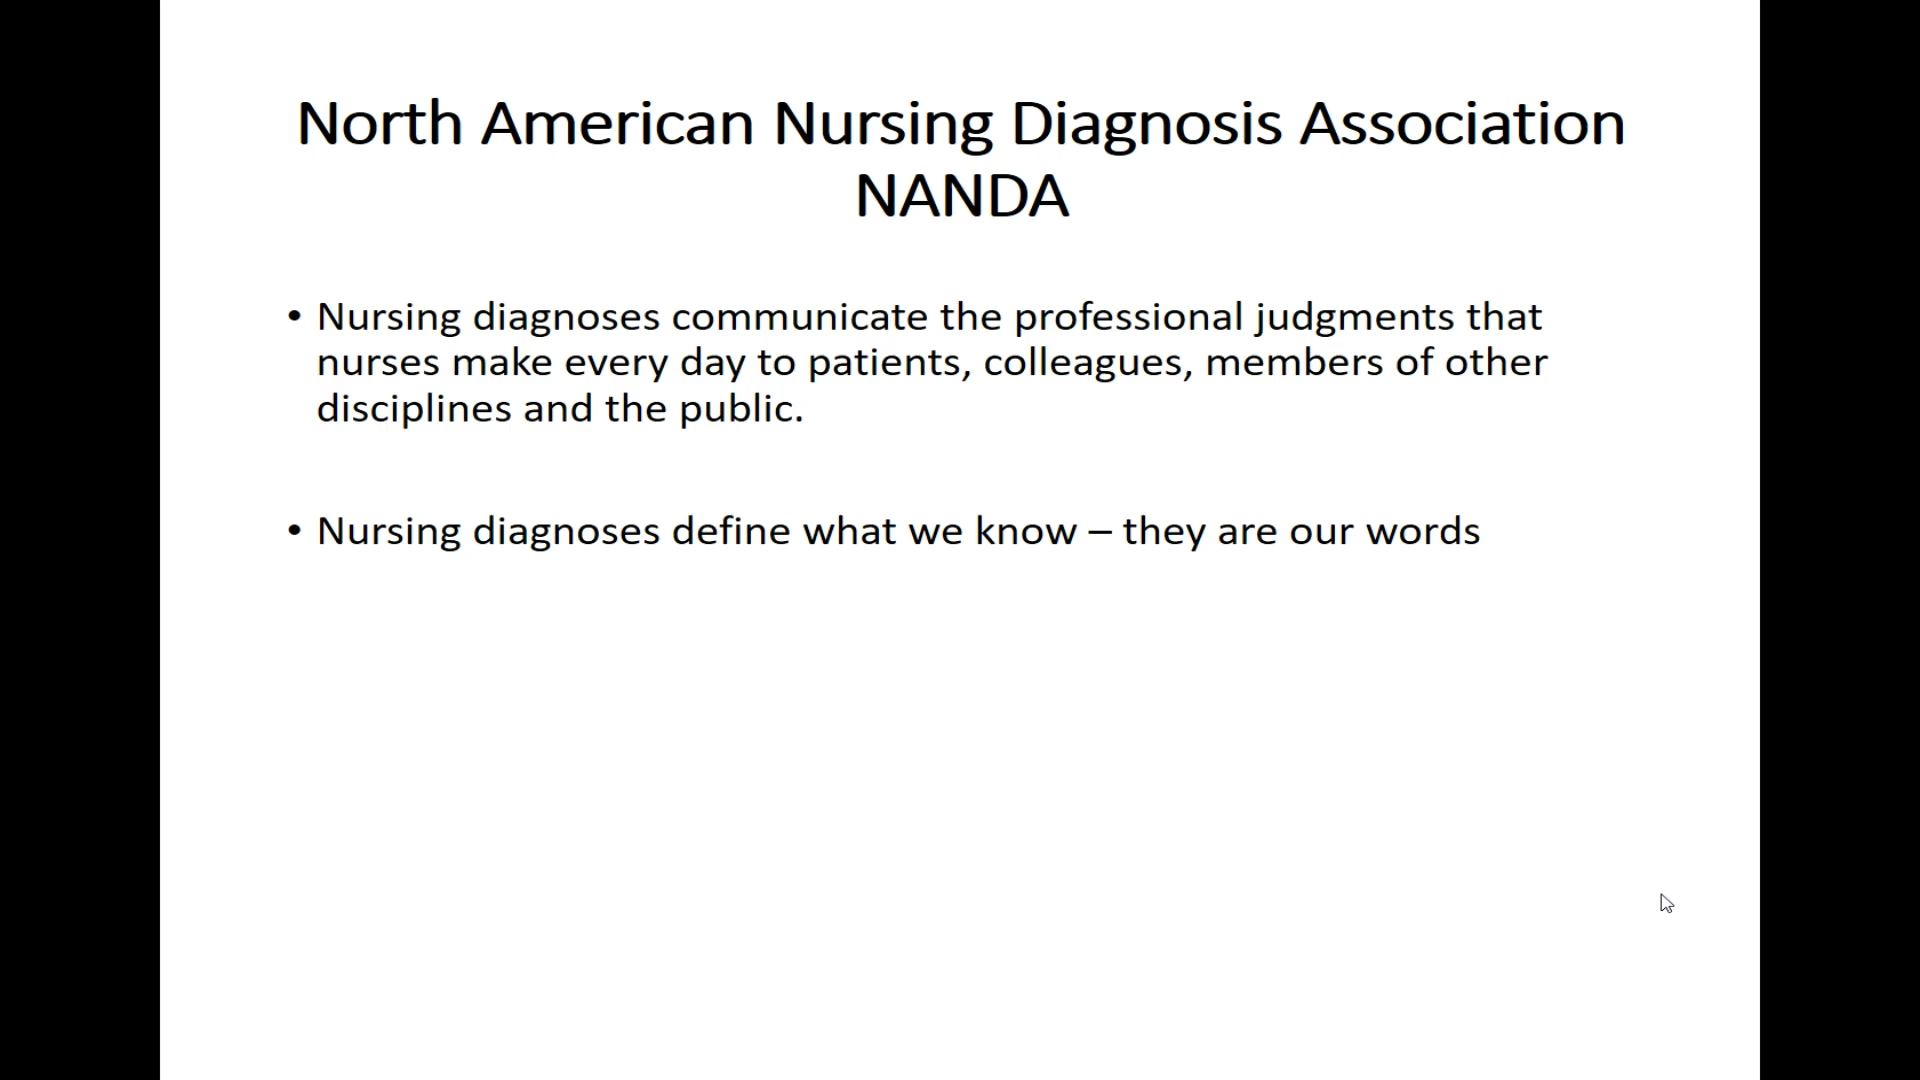 North American Nursing Diagnosis Association
NANDA
• Nursing diagnoses communicate the professional judgments that
nurses make every day to patients, colleagues, members of other
disciplines and the public.
• Nursing diagnoses define what we know – they are our words